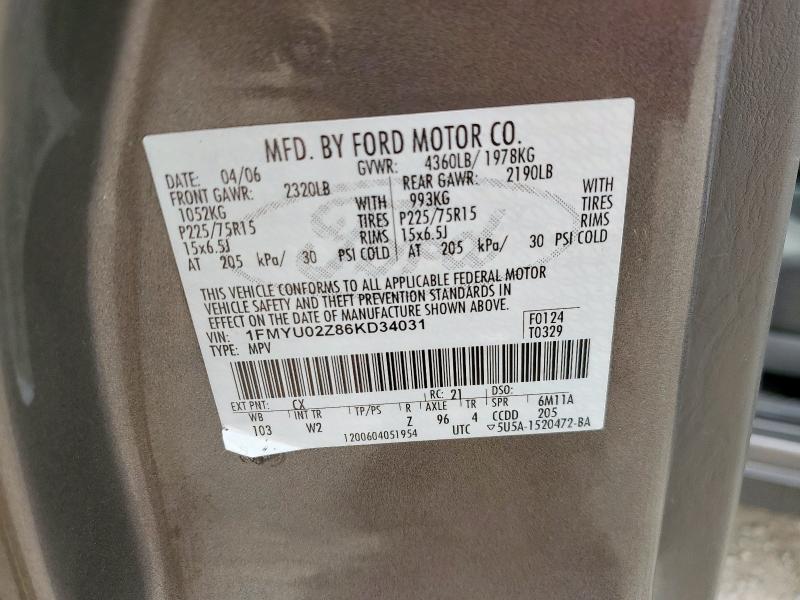 MFD. BY FORD MOTOR CO.
DATE: 04/06 GVWR: 4360LB/ 1978KG
FRONT GAWR: 2320LB REAR GAWR: 2190LB
1052KG WITH 993KG WITH
P225/75R15 TIRES P225/75R15 TIRES
15x6.5J RIMS 15x6.5J RIMS
AT 205 kPa/ 30 PSI COLD AT 205 kPa/ 30 PSI COLD
Ford
THIS VEHICLE CONFORMS TO ALL APPLICABLE FEDERAL MOTOR
VEHICLE SAFETY AND THEFT PREVENTION STANDARDS IN
EFFECT ON THE DATE OF MANUFACTURE SHOWN ABOVE.
VIN: 1FMYU02Z86KD34031 F0124
TYPE: MPV T0329
EXT PNT: CX RC: 21 DSO:
WB INT TR TP/PS R AXLE TR SPR 6M11A
103 W2 Z 96 4 CCDD 205
1200604051954 UTC ▽5U5A-1520472-BA